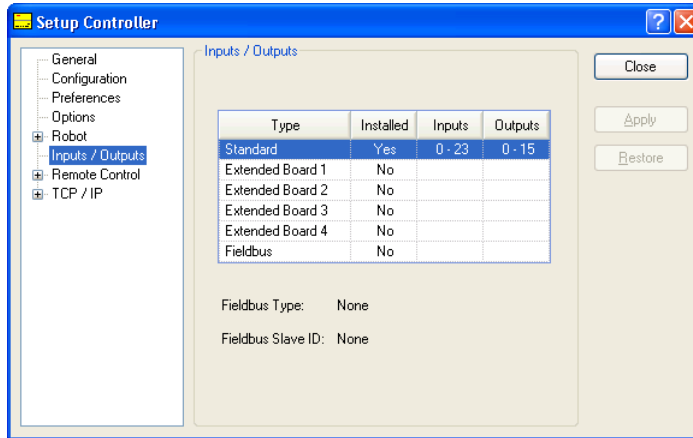 Setup Controller
General
Configuration
Preferences
Options
Robot
Inputs / Outputs
Remote Control
TCP / IP
Inputs / Outputs
Type Installed Inputs Outputs
Standard Yes 0 - 23 0 - 15
Extended Board 1 No
Extended Board 2 No
Extended Board 3 No
Extended Board 4 No
Fieldbus No
Fieldbus Type: None
Fieldbus Slave ID: None
Close
Apply
Restore